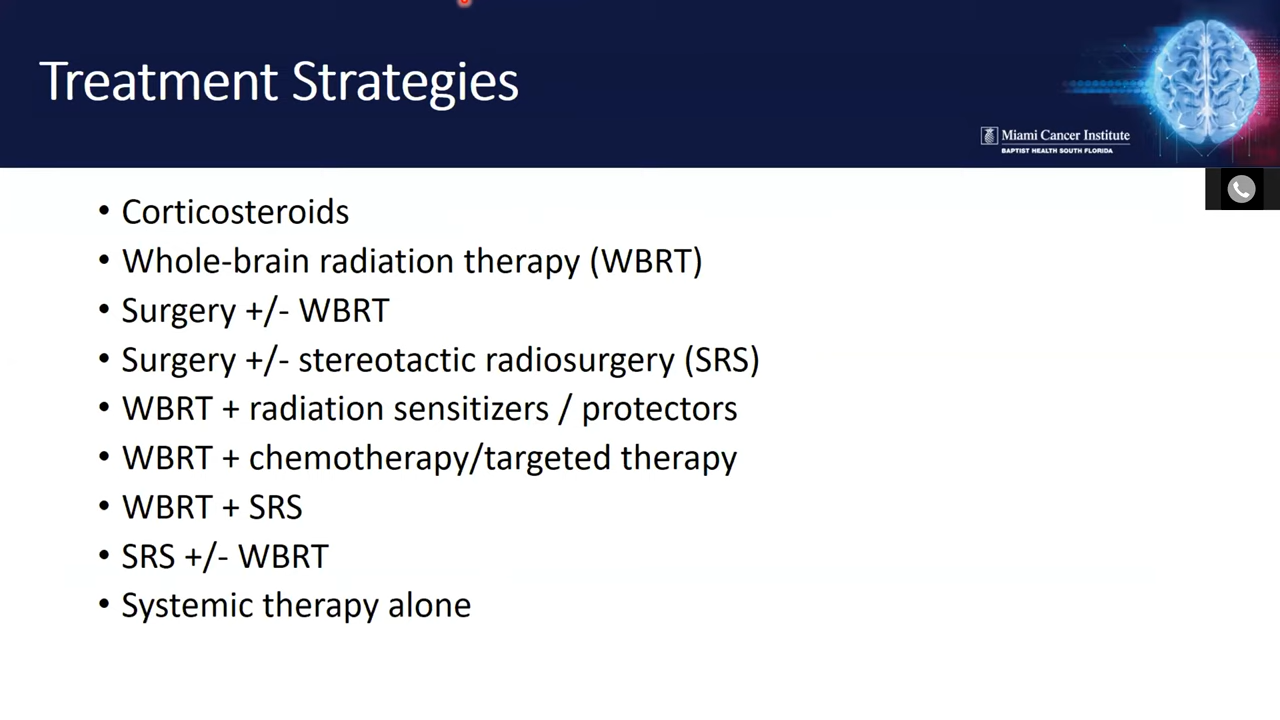 Treatment Strategies
Miami Cancer Institute
BAPTIST HEALTH SOUTH FLORIDA
• Corticosteroids
• Whole-brain radiation therapy (WBRT)
• Surgery +/- WBRT
• Surgery +/- stereotactic radiosurgery (SRS)
• WBRT + radiation sensitizers / protectors
• WBRT + chemotherapy/targeted therapy
• WBRT + SRS
• SRS +/- WBRT
• Systemic therapy alone